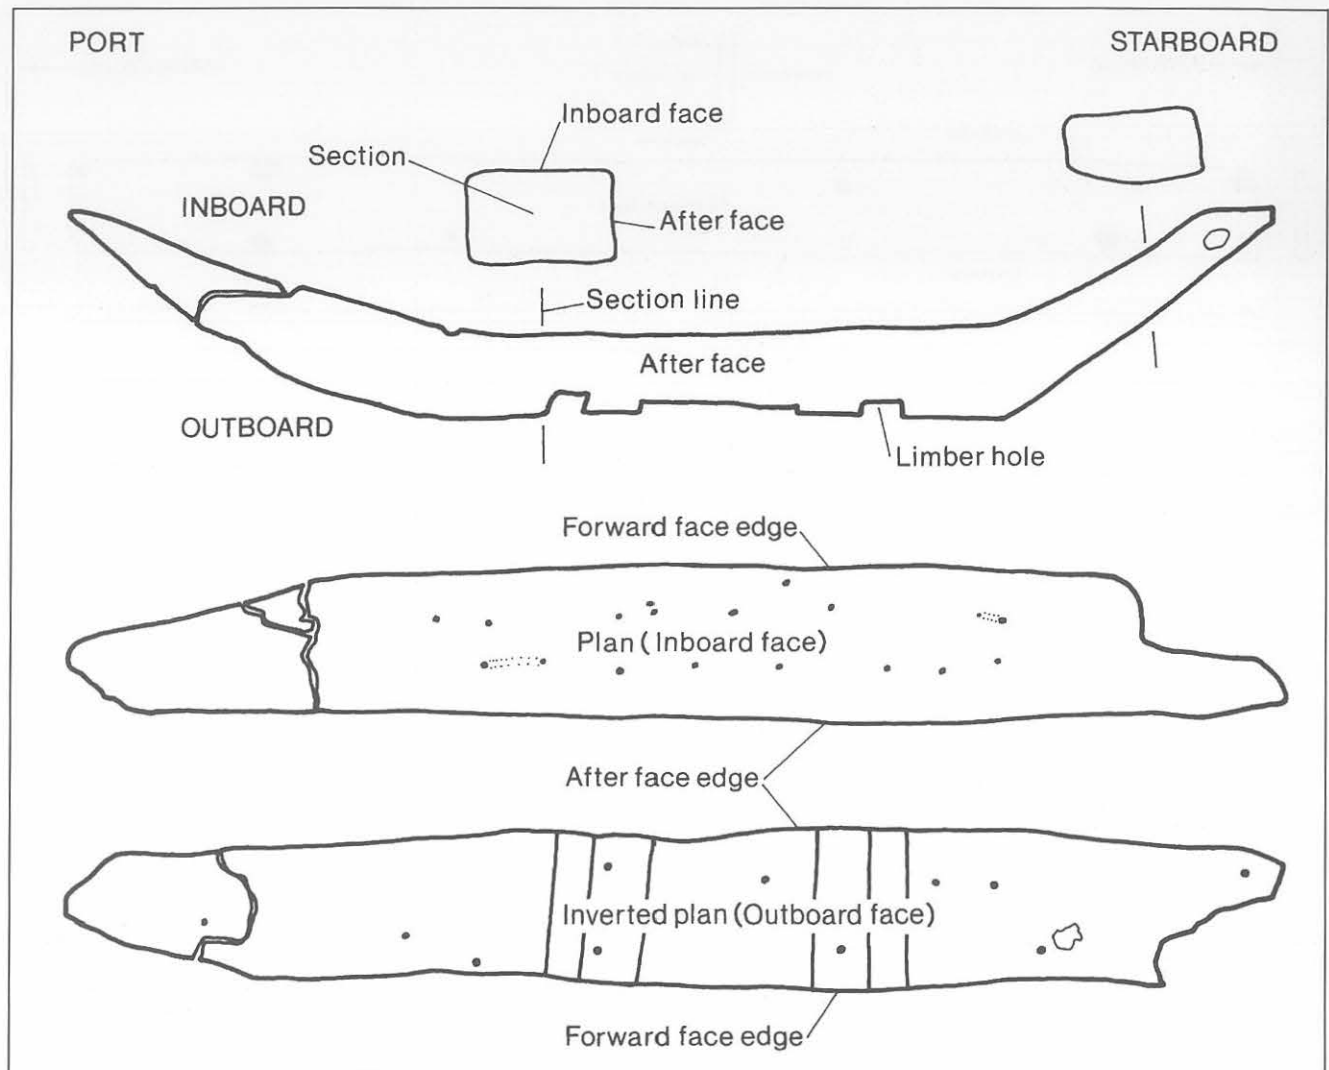 PORT
STARBOARD
Inboard face
Section
INBOARD
After face
Section line
After face
OUTBOARD
Limber hole
Forward face edge
Plan (Inboard face)
After face edge
Inverted plan (Outboard face)
Forward face edge